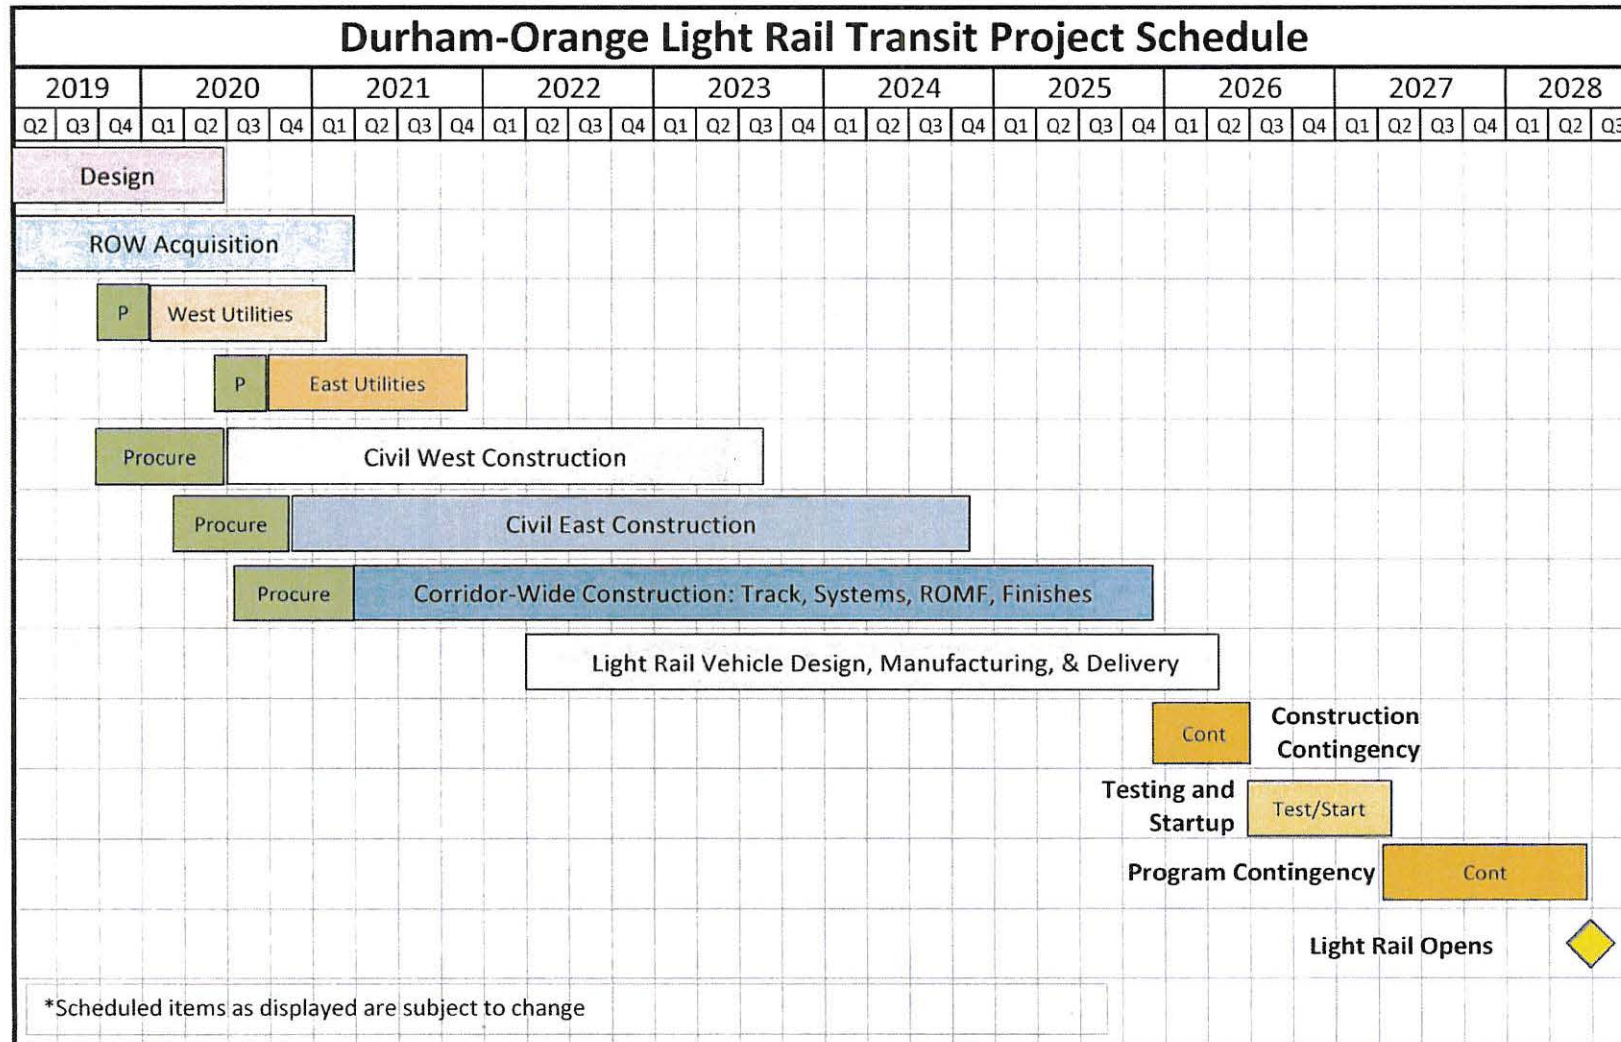 Durham-Orange Light Rail Transit Project Schedule
2019 2020 2021 2022 2023 2024 2025 2026 2027 2028
Q2 Q3 Q4 Q1 Q2 Q3 Q4 Q1 Q2 Q3 Q4 Q1 Q2 Q3 Q4 Q1 Q2 Q3 Q4 Q1 Q2 Q3 Q4 Q1 Q2 Q3 Q4 Q1 Q2 Q3 Q4 Q1 Q2 Q3 Q4 Q1 Q2 Q3
Design
ROW Acquisition
P West Utilities
P East Utilities
Procure Civil West Construction
Procure Civil East Construction
Procure Corridor-Wide Construction: Track, Systems, ROMF, Finishes
Light Rail Vehicle Design, Manufacturing, & Delivery
Cont Construction
Contingency
Testing and
Startup Test/Start
Program Contingency Cont
Light Rail Opens
*Scheduled items as displayed are subject to change